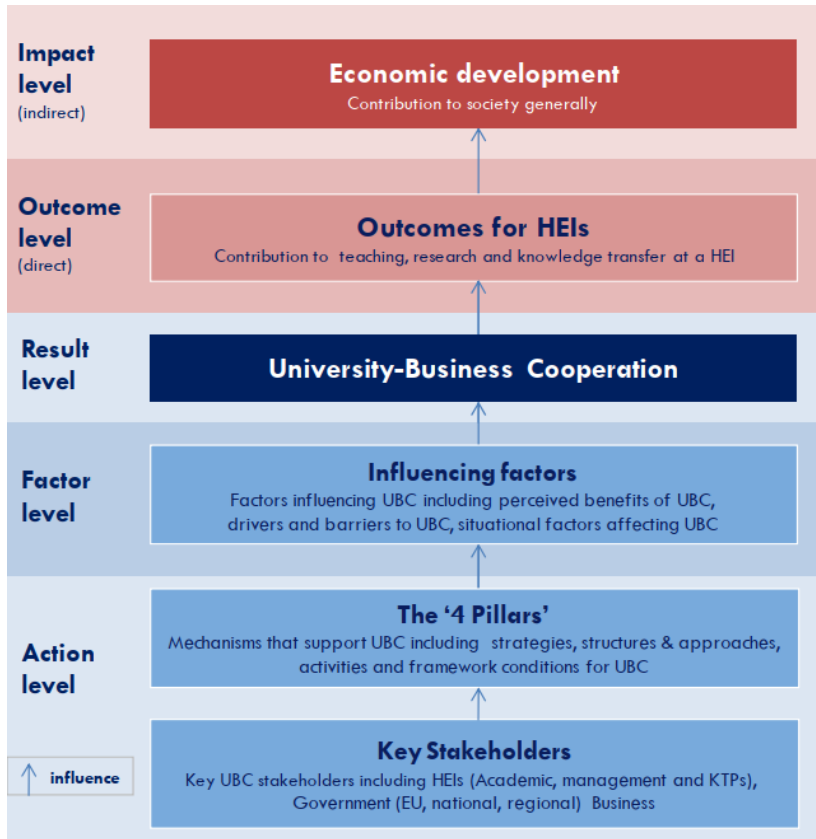 Impact
level
(indirect)
Economic development
Contribution to society generally
Outcome
level
(direct)
Outcomes for HEIs
Contribution to teaching, research and knowledge transfer at a HEI
Result
level
University-Business Cooperation
Factor
level
Influencing factors
Factors influencing UBC including perceived benefits of UBC,
drivers and barriers to UBC, situational factors affecting UBC
Action
level
The ‘4 Pillars’
Mechanisms that support UBC including strategies, structures & approaches,
activities and framework conditions for UBC
Key Stakeholders
Key UBC stakeholders including HEIs (Academic, management and KTPs),
Government (EU, national, regional) Business
influence